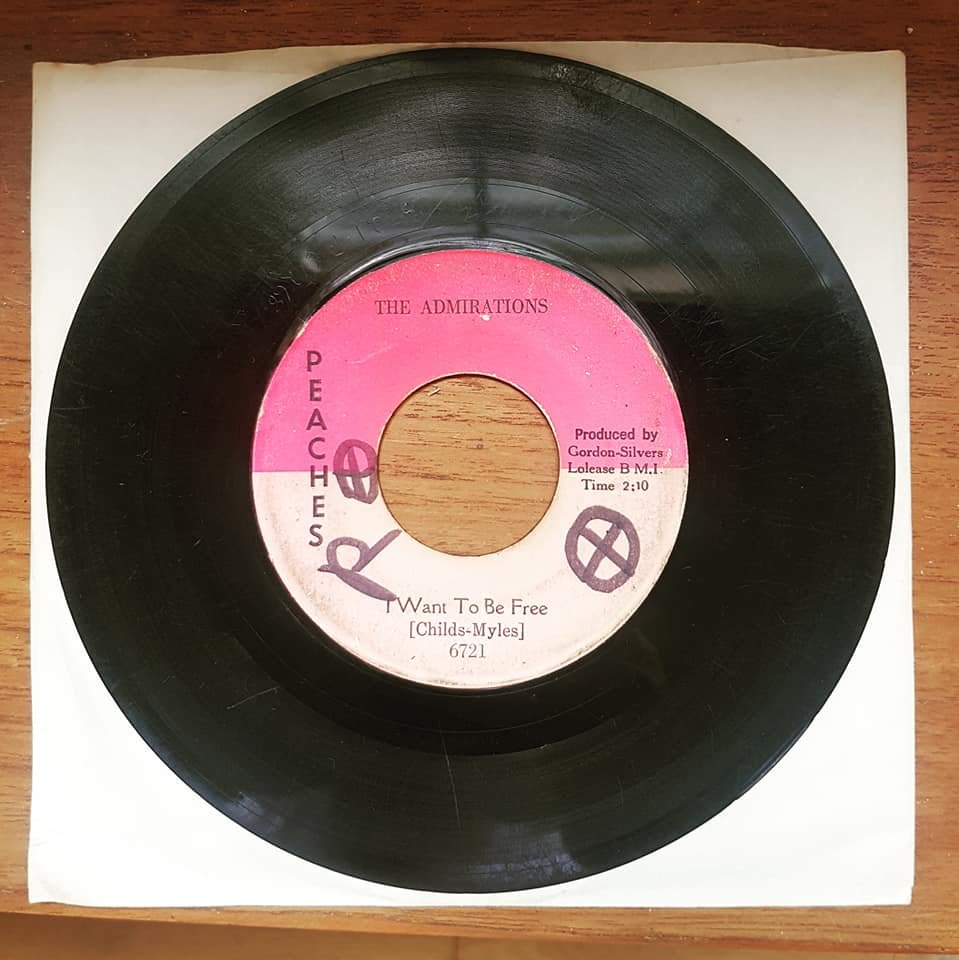 THE ADMIRATIONS
PEACHES
Produced by
Gordon-Silvers
Lolease B M.I.
Time 2:10
R
I Want To Be Free
[Childs-Myles]
6721